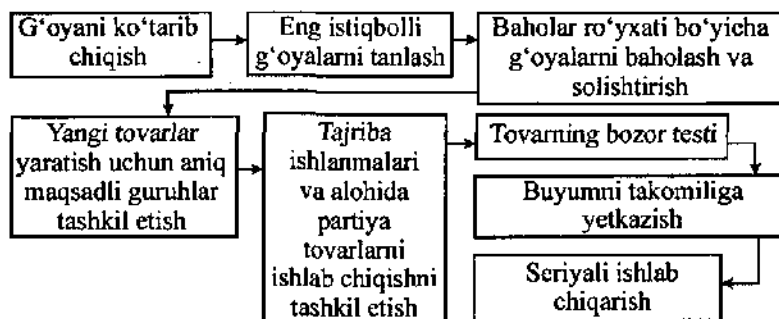 G‘oyani ko‘tarib
chiqish
Eng istiqbolli
g‘oyalarni tanlash
Baholar ro‘yxati bo‘yicha
g‘oyalarni baholash va
solishtirish
Yangi tovarlar
yaratish uchun aniq
maqsadli guruhlar
tashkil etish
Tajriba
ishlanmalari
va alohida
partiya
tovarlarni
ishlab chiqishni
tashkil etish
Tovarning bozor testi
Buyumni takomiliga
yetkazish
Seriyali ishlab
chiqarish